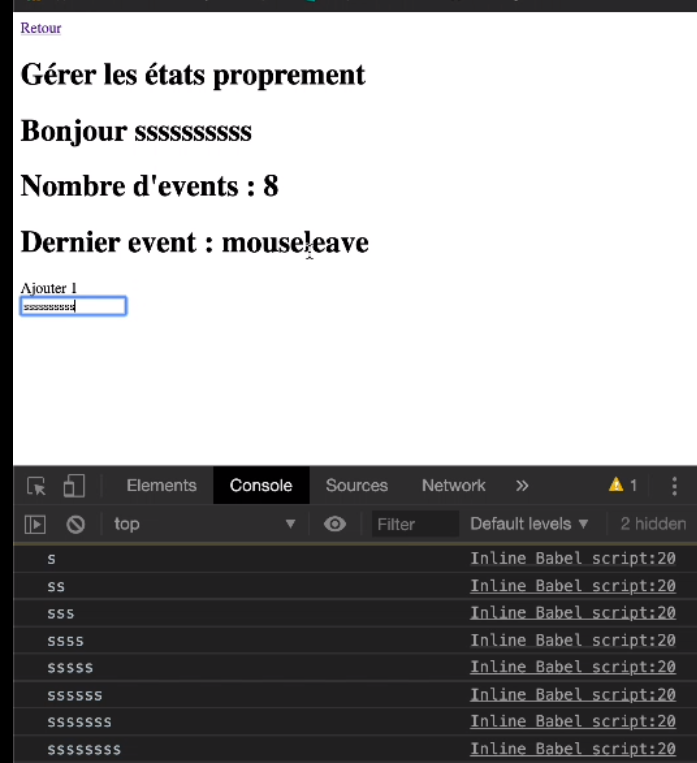 Retour
Gérer les états proprement
Bonjour ssssssssss
Nombre d'events : 8
Dernier event : mouseleave
Ajouter 1
ssssssssss
Elements Console Sources Network » 1
top Filter Default levels ▼ 2 hidden
s Inline Babel script:20
ss Inline Babel script:20
sss Inline Babel script:20
ssss Inline Babel script:20
sssss Inline Babel script:20
ssssss Inline Babel script:20
sssssss Inline Babel script:20
ssssssss Inline Babel script:20